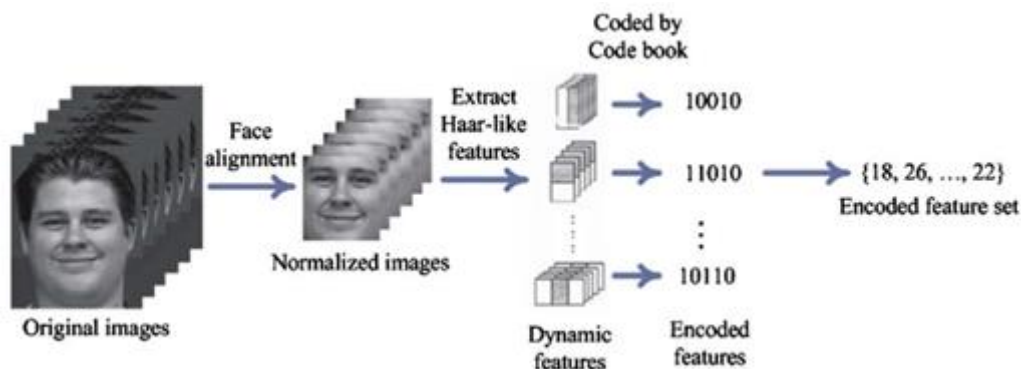 Coded by
Code book
Extract
Haar-like
features
Face
alignment
10010
11010
{18, 26, …, 22}
Encoded feature set
Normalized images
10110
Original images
Dynamic
features
Encoded
features